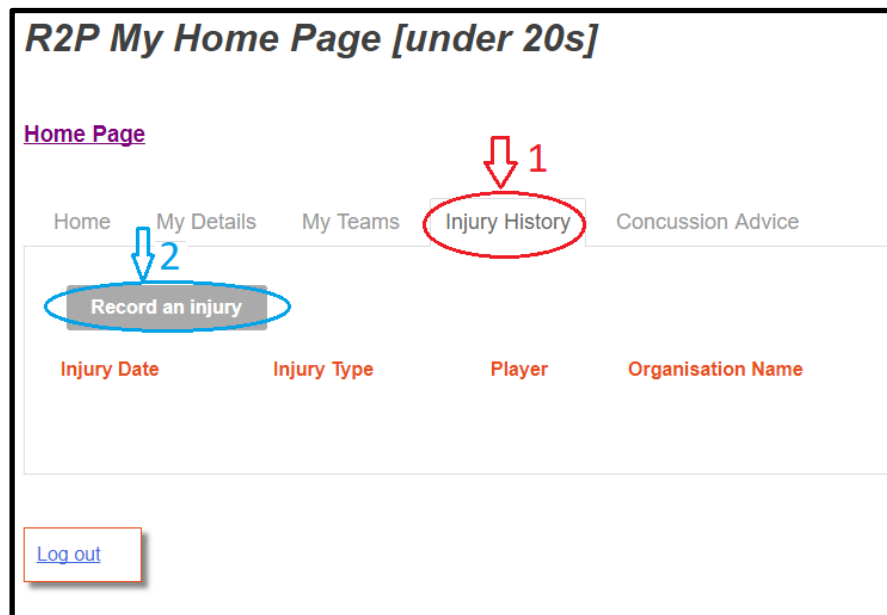 R2P My Home Page [under 20s]
Home Page
1
Home My Details My Teams Injury History Concussion Advice
2
Record an injury
Injury Date Injury Type Player Organisation Name
Log out